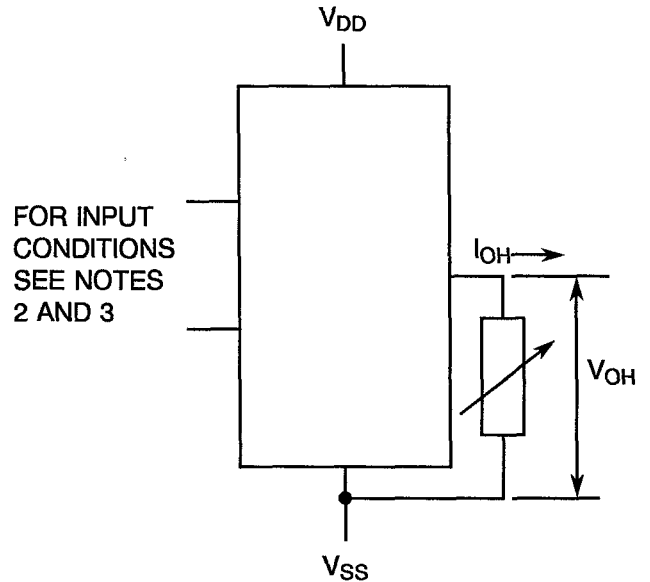 VDD
FOR INPUT
CONDITIONS
SEE NOTES
2 AND 3
IOH
VOH
VSS